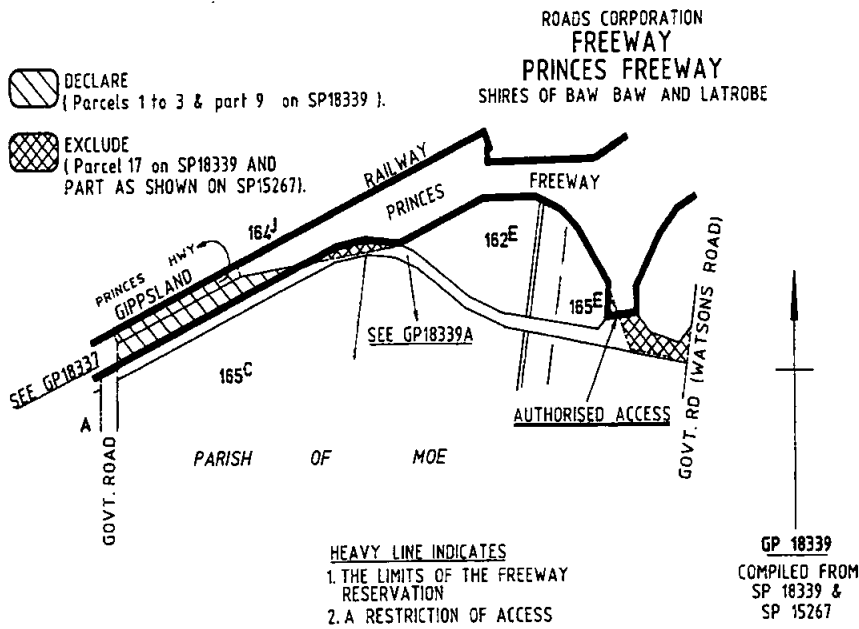 ROADS CORPORATION
FREEWAY
PRINCES FREEWAY
SHIRES OF BAW BAW AND LATROBE
DECLARE
( Parcels 1 to 3 & part 9 on SP18339 ).
EXCLUDE
( Parcel 17 on SP18339 AND
PART AS SHOWN ON SP15267).
RAILWAY
PRINCES FREEWAY
164J
162E
PRINCES HWY
GIPPSLAND
165E
SEE GP18339A
SEE GP18337
165C
AUTHORISED ACCESS
GOVT. RD (WATSONS ROAD)
A
GOVT. ROAD
PARISH OF MOE
HEAVY LINE INDICATES
1. THE LIMITS OF THE FREEWAY
RESERVATION
2. A RESTRICTION OF ACCESS
GP 18339
COMPILED FROM
SP 18339 &
SP 15267